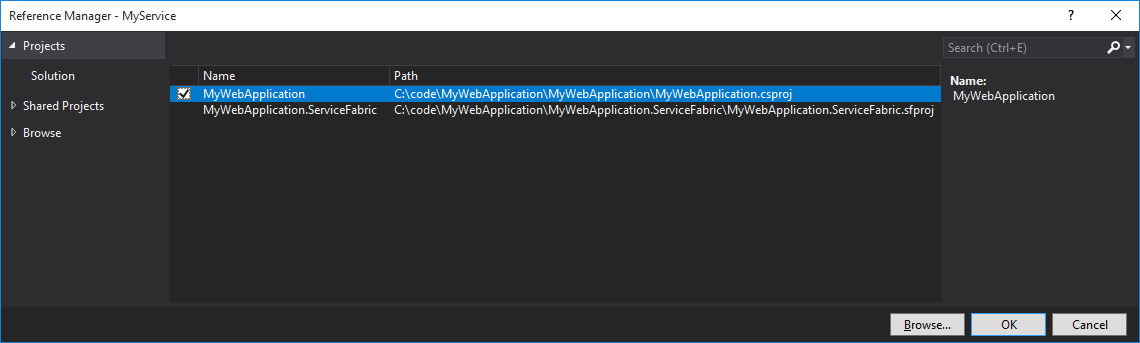 Reference Manager - MyService ?
Projects Search (Ctrl+E)
Solution
Shared Projects
Browse
Name Path
MyWebApplication C:\code\MyWebApplication\MyWebApplication\MyWebApplication.csproj
MyWebApplication.ServiceFabric C:\code\MyWebApplication\MyWebApplication.ServiceFabric\MyWebApplication.ServiceFabric.sfproj
Name:
MyWebApplication
Browse... OK Cancel